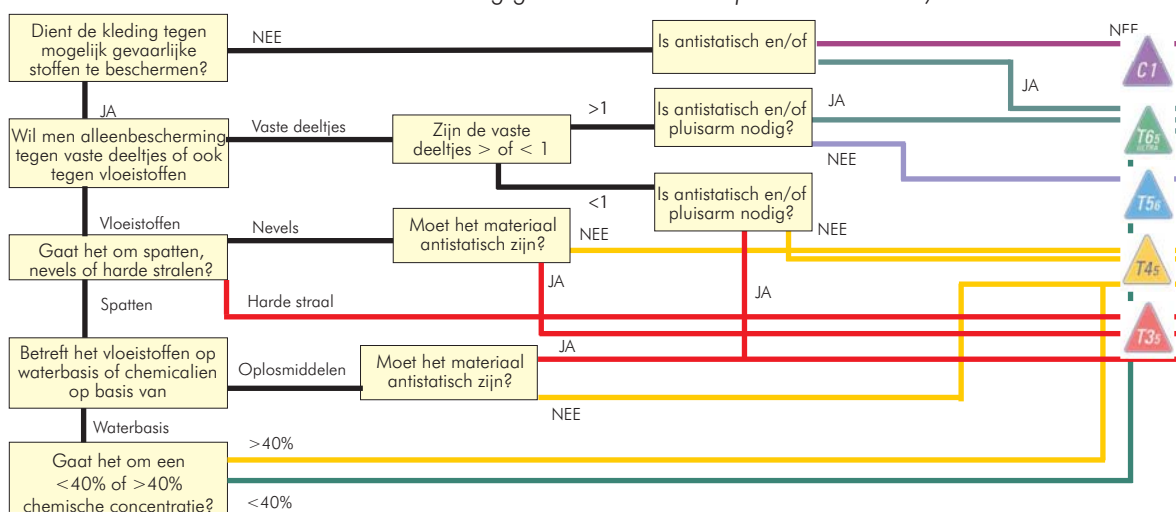 Dient de kleding tegen
mogelijk gevaarlijke
stoffen te beschermen?
NEE
Is antistatisch en/of
NEE
C1
JA
JA
Wil men alleenbescherming
tegen vaste deeltjes of ook
tegen vloeistoffen
Vaste deeltjes
Zijn de vaste
deeltjes > of < 1
>1
Is antistatisch en/of
pluisarm nodig?
JA
NEE
T65
ULTRA
<1
Is antistatisch en/of
pluisarm nodig?
NEE
JA
T56
Vloeistoffen
Gaat het om spatten,
nevels of harde stralen?
Nevels
Moet het materiaal
antistatisch zijn?
NEE
JA
T45
Harde straal
Spatten
T35
Betreft het vloeistoffen op
waterbasis of chemicalien
op basis van
Oplosmiddelen
Moet het materiaal
antistatisch zijn?
JA
NEE
Waterbasis
Gaat het om een
<40% of >40%
chemische concentratie?
>40%
<40%